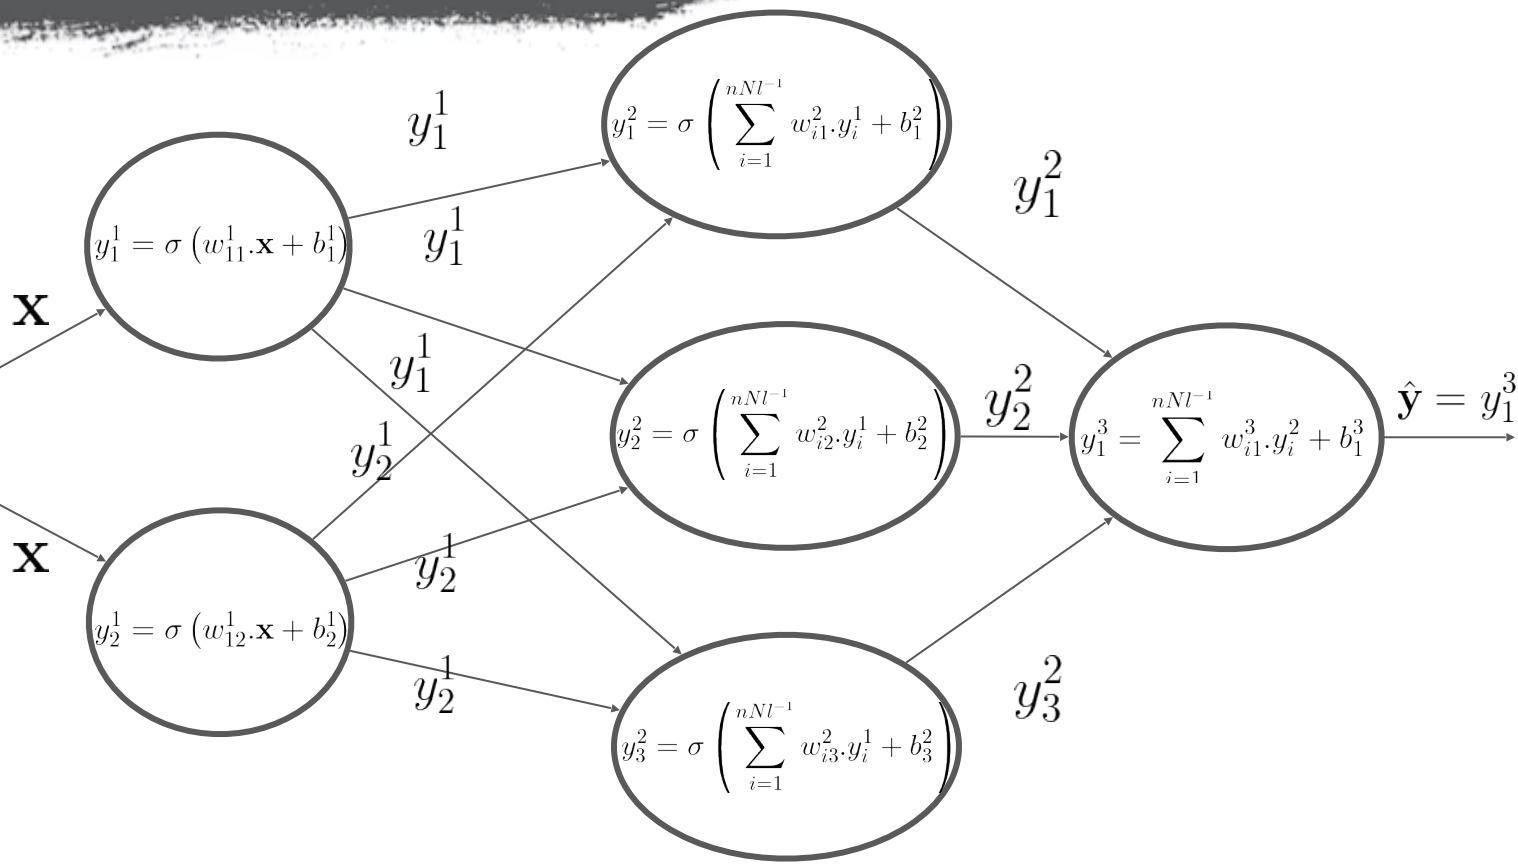 x
x
y_1^1 = σ (w_{11}^1.x + b_1^1)
y_2^1 = σ (w_{12}^1.x + b_2^1)
y_1^1
y_1^1
y_1^1
y_2^1
y_2^1
y_2^1
y_1^2 = σ ( ∑_{i=1}^{nNl^{-1}} w_{i1}^2.y_i^1 + b_1^2 )
y_2^2 = σ ( ∑_{i=1}^{nNl^{-1}} w_{i2}^2.y_i^1 + b_2^2 )
y_3^2 = σ ( ∑_{i=1}^{nNl^{-1}} w_{i3}^2.y_i^1 + b_3^2 )
y_1^2
y_2^2
y_3^2
y_1^3 = ∑_{i=1}^{nNl^{-1}} w_{i1}^3.y_i^2 + b_1^3
ŷ = y_1^3